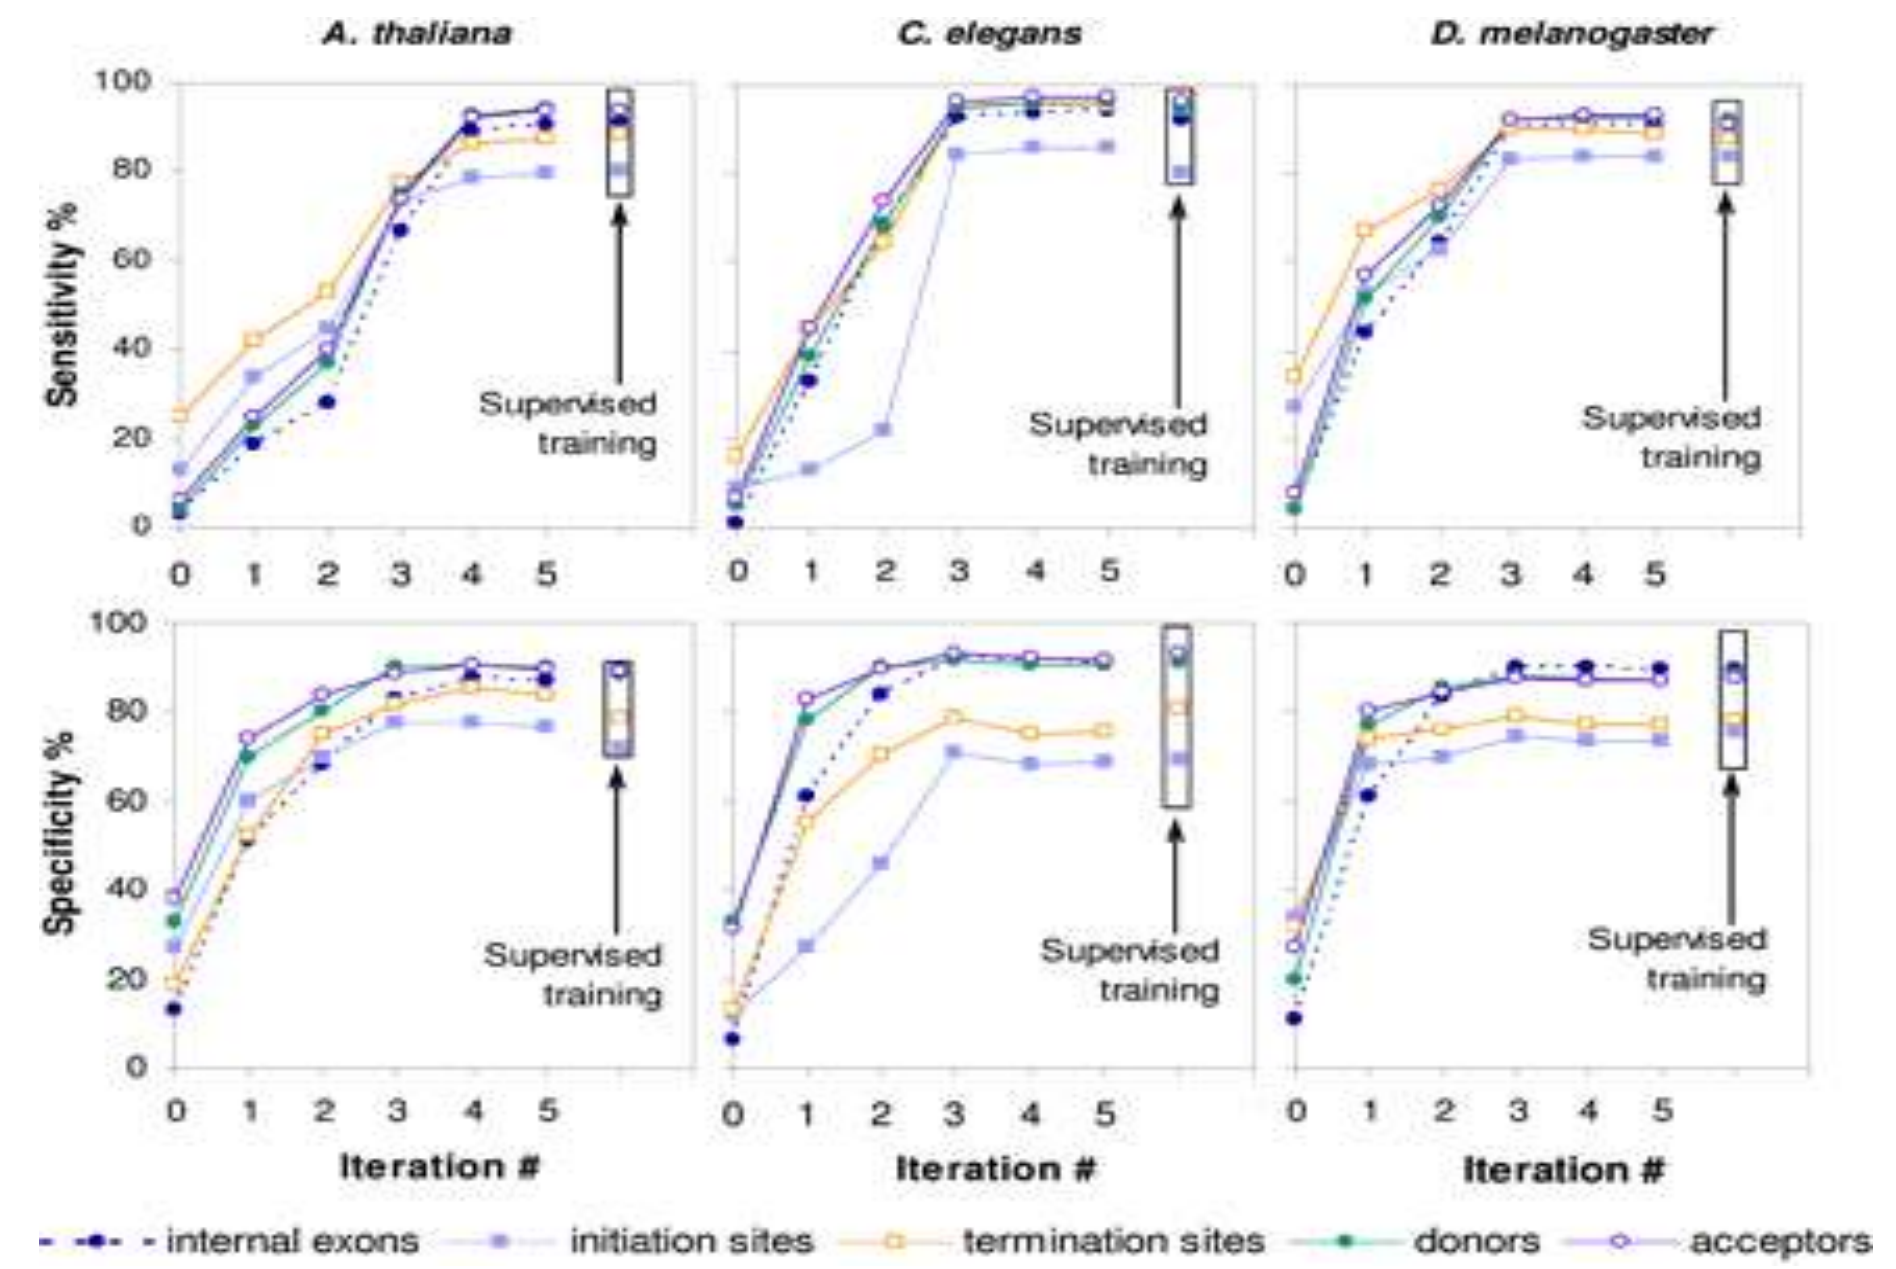 A. thaliana C. elegans D. melanogaster
Sensitivity %
100
80
60
40
20
0
Supervised training
Supervised training
Supervised training
0 1 2 3 4 5
0 1 2 3 4 5
0 1 2 3 4 5
Specificity %
100
80
60
40
20
0
Supervised training
Supervised training
Supervised training
0 1 2 3 4 5
0 1 2 3 4 5
0 1 2 3 4 5
Iteration # Iteration # Iteration #
internal exons initiation sites termination sites donors acceptors